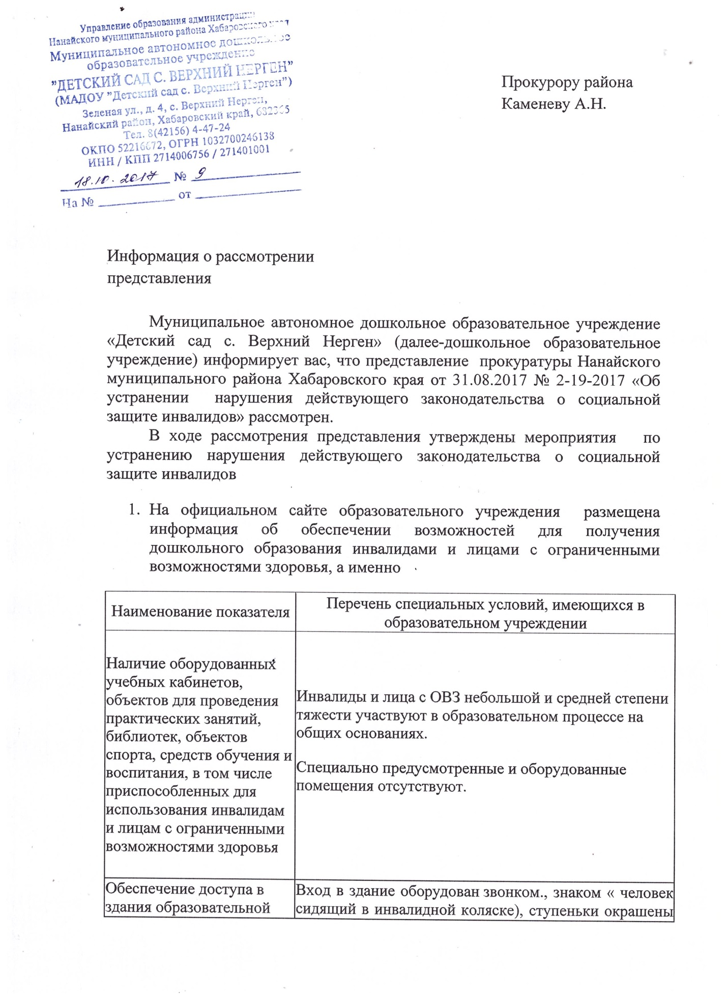 Управление образования администрации
Нанайского муниципального района Хабаровского края
Муниципальное автономное дошкольное
образовательное учреждение
"ДЕТСКИЙ САД С. ВЕРХНИЙ НЕРГЕН"
(МАДОУ "Детский сад с. Верхний Нерген")
Зеленая ул., д. 4, с. Верхний Нерген,
Нанайский район, Хабаровский край, 682365
Тел. 8(42156) 4-47-24
ОКПО 52216672, ОГРН 1032700246138
ИНН / КПП 2714006756 / 271401001
18.10.2017 № 9
На № от
Прокурору района
Каменеву А.Н.
Информация о рассмотрении
представления
Муниципальное автономное дошкольное образовательное учреждение
«Детский сад с. Верхний Нерген» (далее-дошкольное образовательное
учреждение) информирует вас, что представление прокуратуры Нанайского
муниципального района Хабаровского края от 31.08.2017 № 2-19-2017 «Об
устранении нарушения действующего законодательства о социальной
защите инвалидов» рассмотрен.
В ходе рассмотрения представления утверждены мероприятия по
устранению нарушения действующего законодательства о социальной
защите инвалидов
1. На официальном сайте образовательного учреждения размещена
информация об обеспечении возможностей для получения
дошкольного образования инвалидами и лицами с ограниченными
возможностями здоровья, а именно
Наименование показателя
Перечень специальных условий, имеющихся в
образовательном учреждении
Наличие оборудованных
учебных кабинетов,
объектов для проведения
практических занятий,
библиотек, объектов
спорта, средств обучения и
воспитания, в том числе
приспособленных для
использования инвалидам
и лицам с ограниченными
возможностями здоровья
Инвалиды и лица с ОВЗ небольшой и средней степени
тяжести участвуют в образовательном процессе на
общих основаниях.
Специально предусмотренные и оборудованные
помещения отсутствуют.
Обеспечение доступа в
здания образовательной
Вход в здание оборудован звонком., знаком « человек
сидящий в инвалидной коляске), ступеньки окрашены